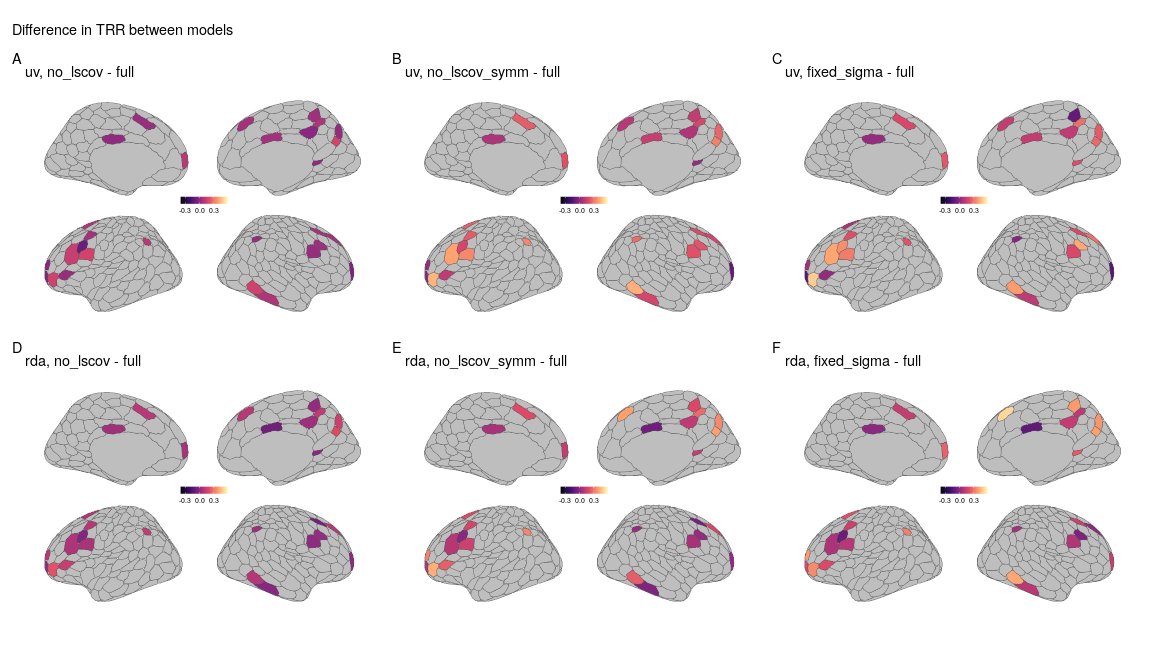 Difference in TRR between models
A
uv, no_lscov - full
B
uv, no_lscov_symm - full
C
uv, fixed_sigma - full
-0.3 0.0 0.3
-0.3 0.0 0.3
-0.3 0.0 0.3
D
rda, no_lscov - full
E
rda, no_lscov_symm - full
F
rda, fixed_sigma - full
-0.3 0.0 0.3
-0.3 0.0 0.3
-0.3 0.0 0.3